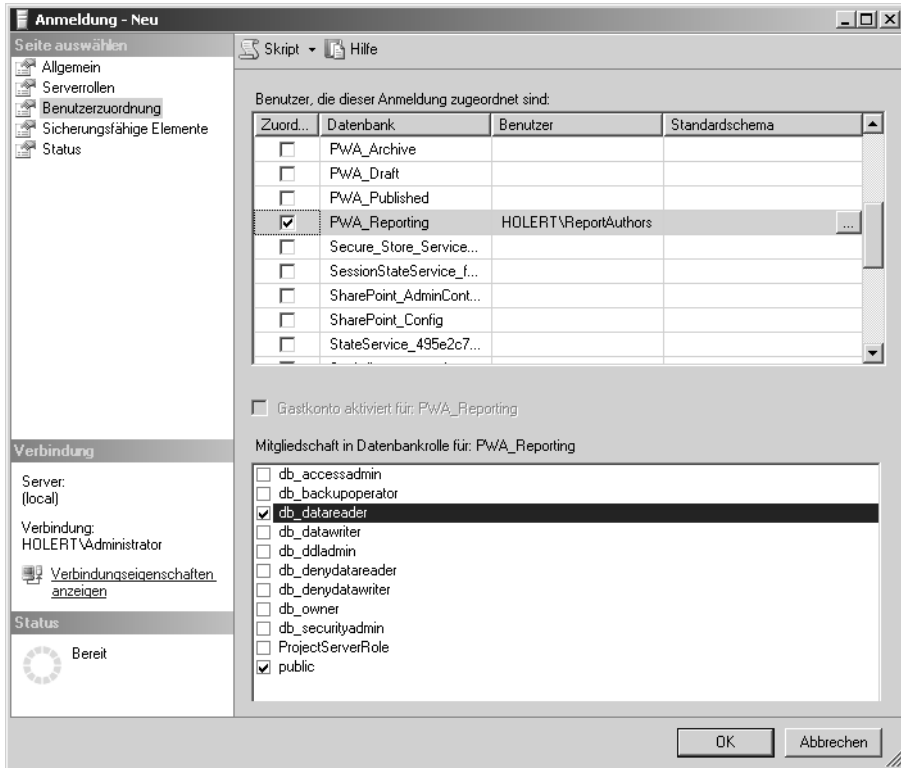 Anmeldung - Neu
Seite auswählen
Allgemein
Serverrollen
Benutzerzuordnung
Sicherungsfähige Elemente
Status
Skript
Hilfe
Benutzer, die dieser Anmeldung zugeordnet sind:
Zuord... Datenbank Benutzer Standardschema
PWA_Archive
PWA_Draft
PWA_Published
PWA_Reporting HOLERT\ReportAuthors ...
Secure_Store_Service...
SessionStateService_f...
SharePoint_AdminCont...
SharePoint_Config
StateService_495e2c7...
Gastkonto aktiviert für: PWA_Reporting
Mitgliedschaft in Datenbankrolle für: PWA_Reporting
db_accessadmin
db_backupoperator
db_datareader
db_datawriter
db_ddladmin
db_denydatareader
db_denydatawriter
db_owner
db_securityadmin
ProjectServerRole
public
Verbindung
Server:
(local)
Verbindung:
HOLERT\Administrator
Verbindungseigenschaften
anzeigen
Status
Bereit
OK
Abbrechen